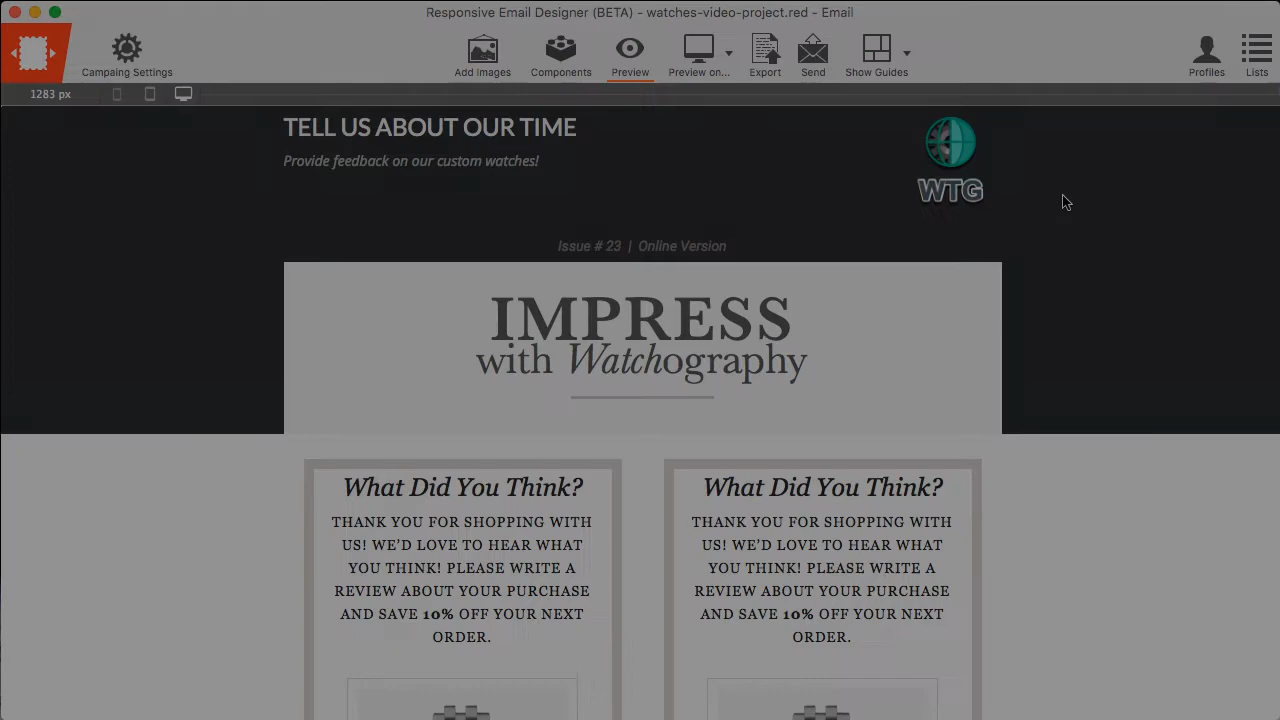 Responsive Email Designer (BETA) - watches-video-project.red - Email
Campaing Settings
Add Images
Components
Preview
Preview on...
Export
Send
Show Guides
Profiles
Lists
1283 px
TELL US ABOUT OUR TIME
Provide feedback on our custom watches!
WTG
Issue # 23 | Online Version
IMPRESS
with Watchography
What Did You Think?
THANK YOU FOR SHOPPING WITH
US! WE'D LOVE TO HEAR WHAT
YOU THINK! PLEASE WRITE A
REVIEW ABOUT YOUR PURCHASE
AND SAVE 10% OFF YOUR NEXT
ORDER.
What Did You Think?
THANK YOU FOR SHOPPING WITH
US! WE'D LOVE TO HEAR WHAT
YOU THINK! PLEASE WRITE A
REVIEW ABOUT YOUR PURCHASE
AND SAVE 10% OFF YOUR NEXT
ORDER.